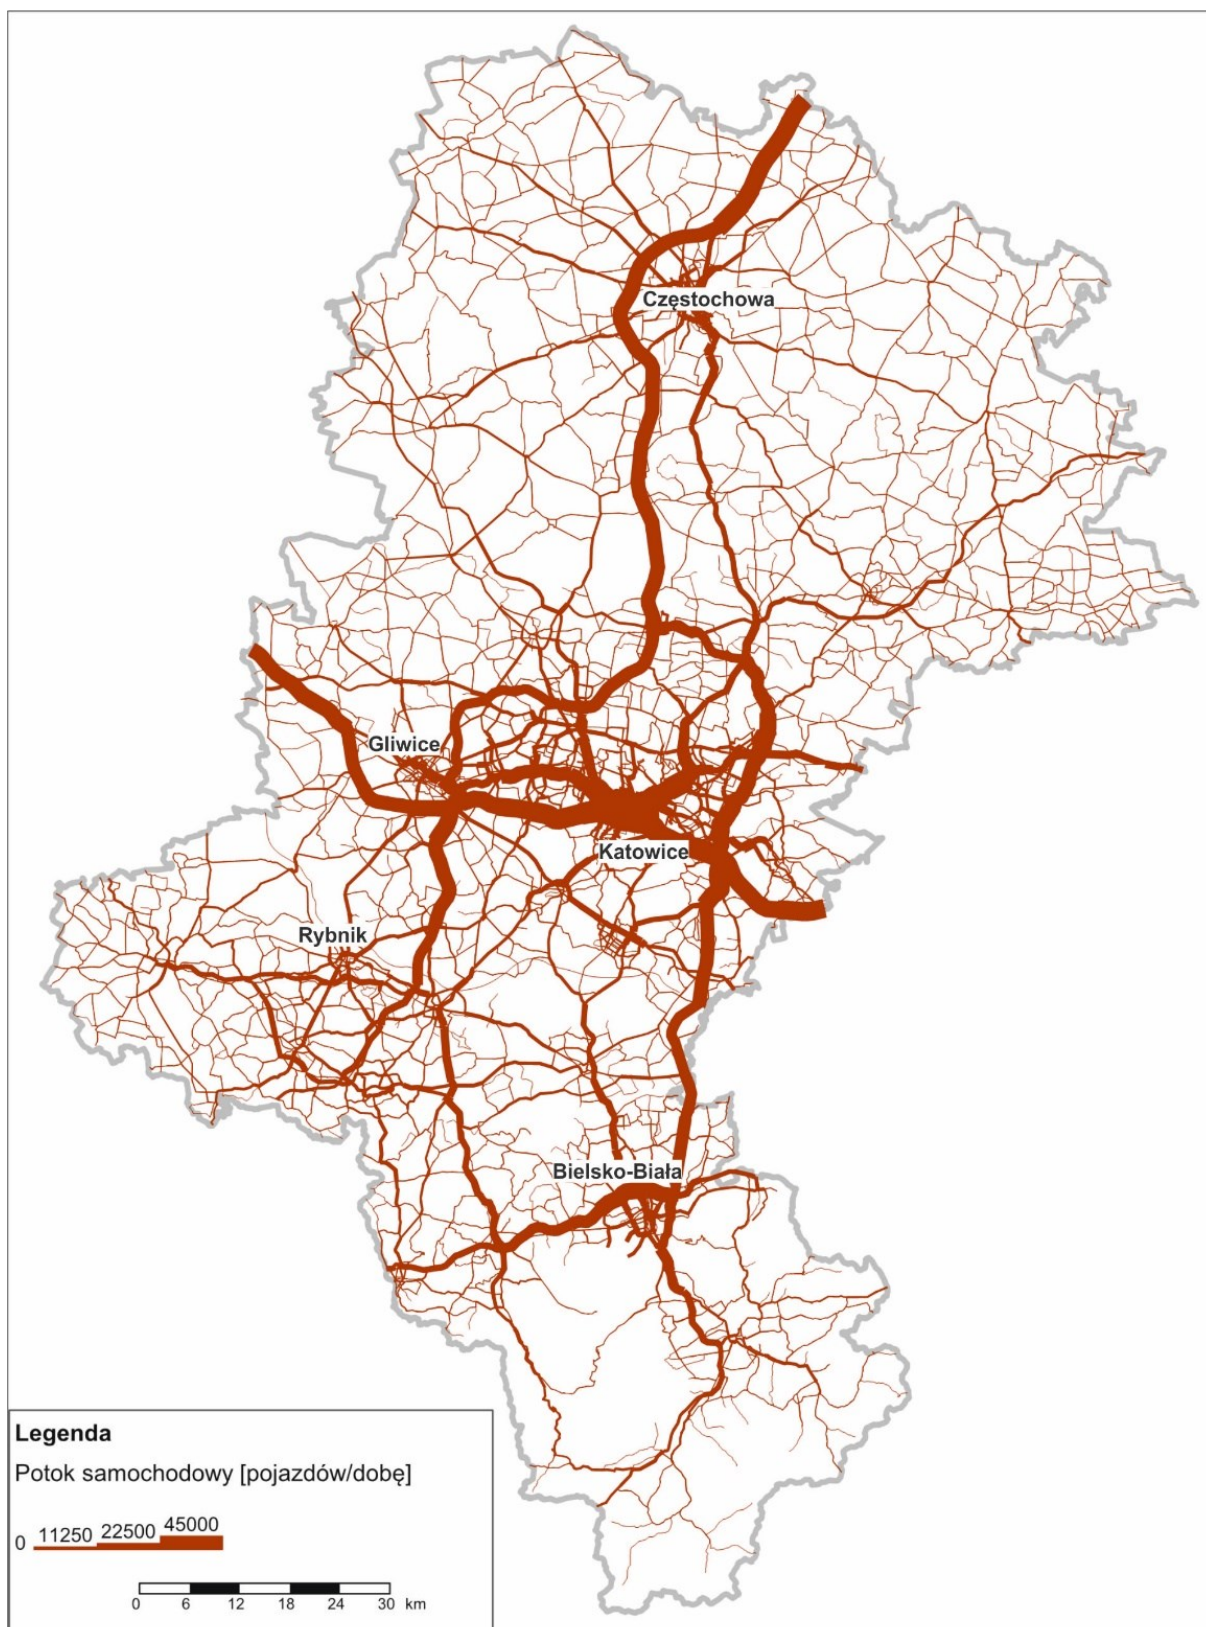 Częstochowa
Gliwice
Katowice
Rybnik
Bielsko-Biała
Legenda
Potok samochodowy [pojazdów/dobę]
0 11250 22500 45000
0 6 12 18 24 30 km